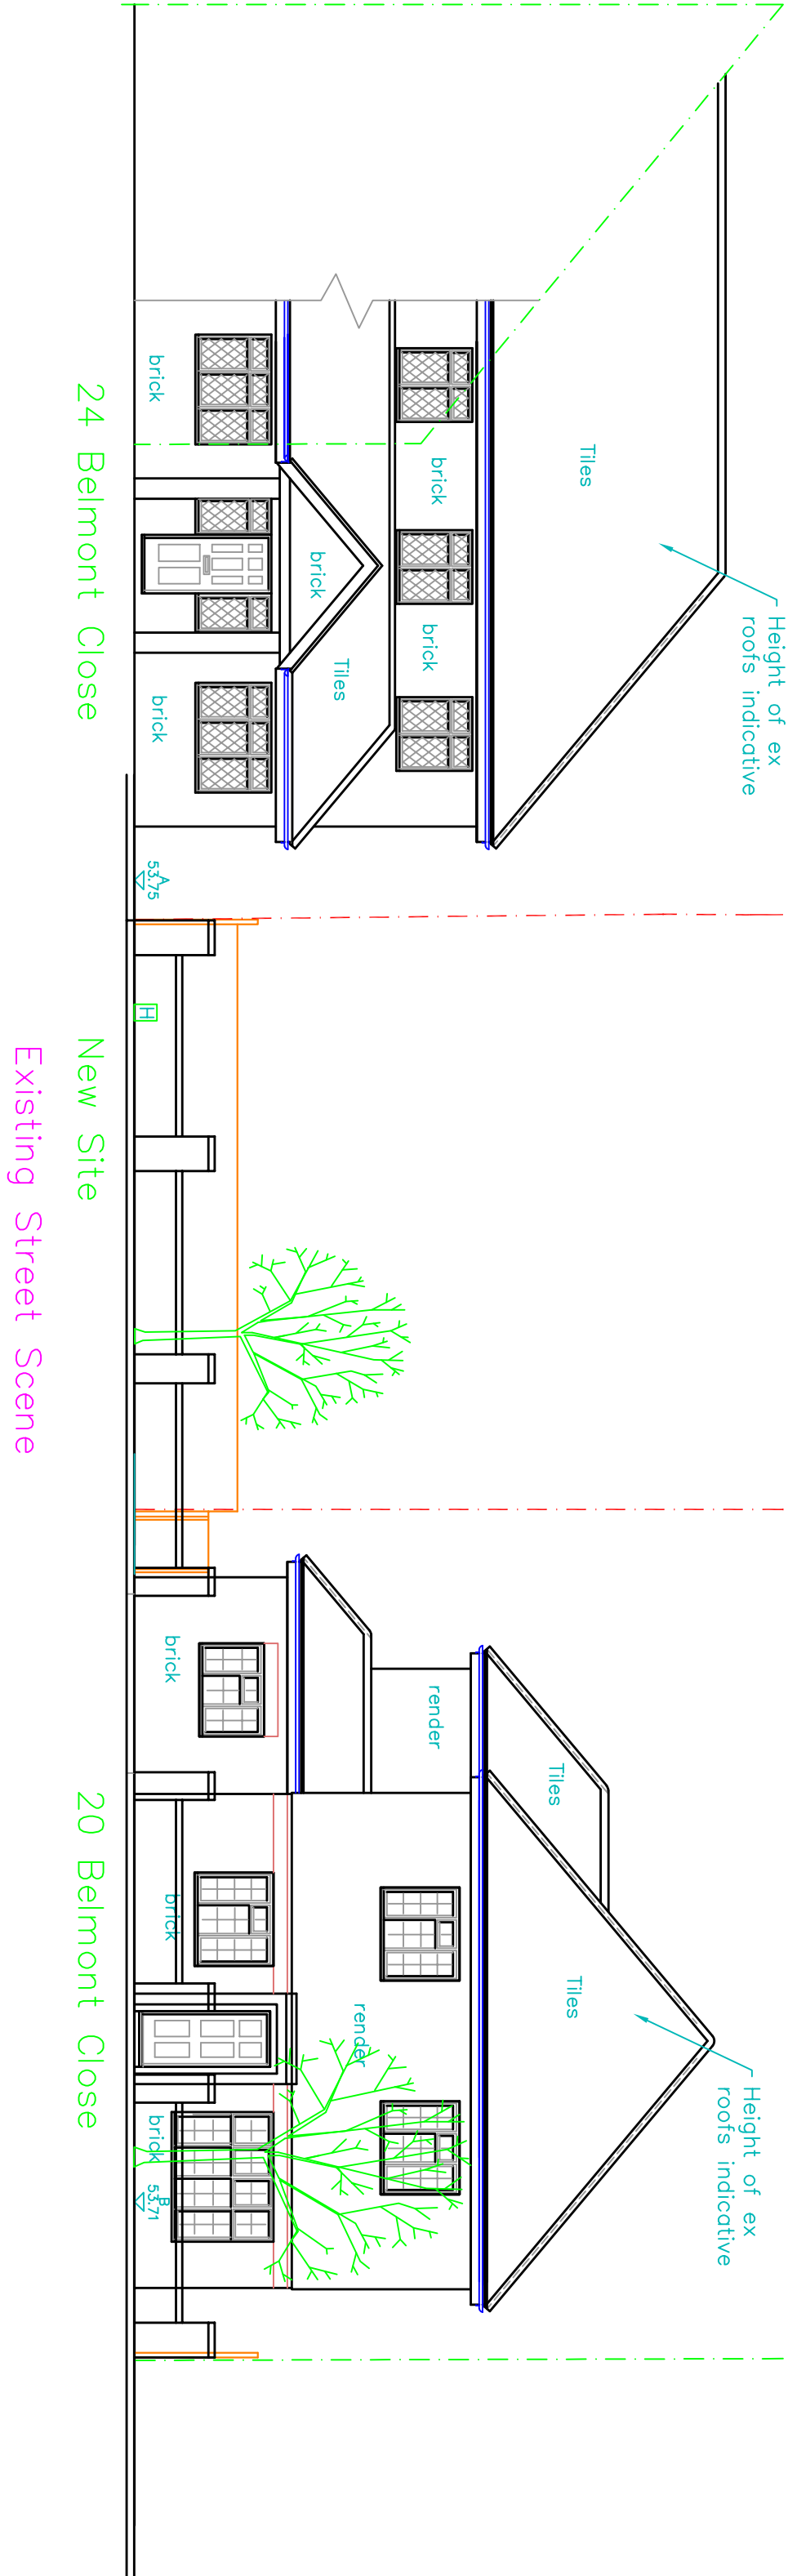 Height of ex
roofs indicative
Tiles
brick
brick
brick
Tiles
brick
brick
A
53.75
24 Belmont Close
H
New Site
Existing Street Scene
Height of ex
roofs indicative
Tiles
Tiles
render
render
brick
brick
brick
B
53.71
20 Belmont Close